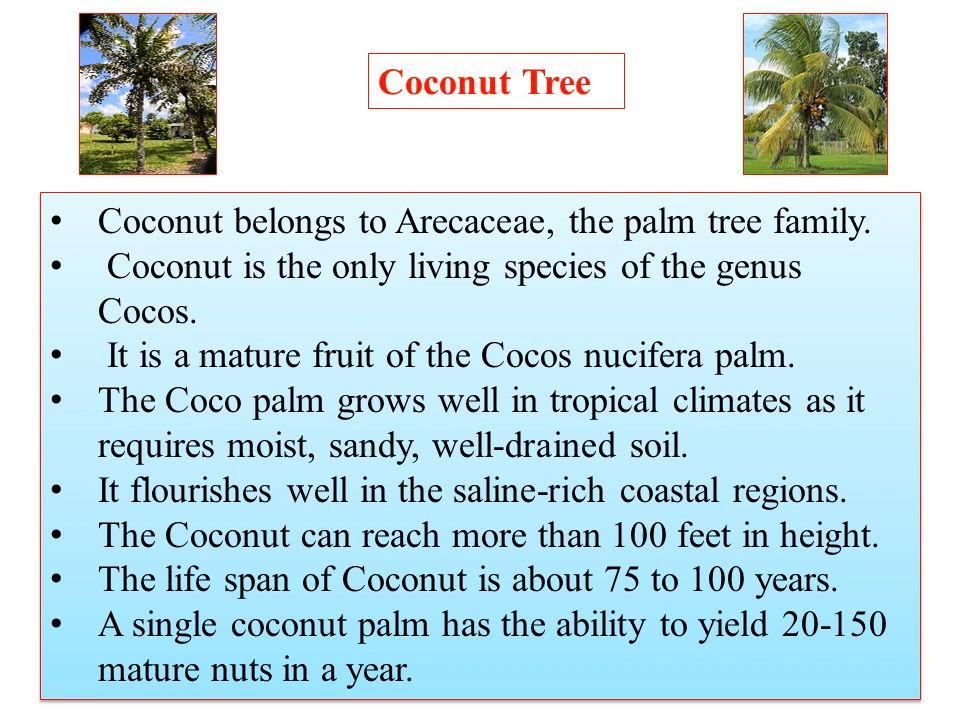 Coconut Tree
• Coconut belongs to Arecaceae, the palm tree family.
• Coconut is the only living species of the genus
Cocos.
• It is a mature fruit of the Cocos nucifera palm.
• The Coco palm grows well in tropical climates as it
requires moist, sandy, well-drained soil.
• It flourishes well in the saline-rich coastal regions.
• The Coconut can reach more than 100 feet in height.
• The life span of Coconut is about 75 to 100 years.
• A single coconut palm has the ability to yield 20-150
mature nuts in a year.